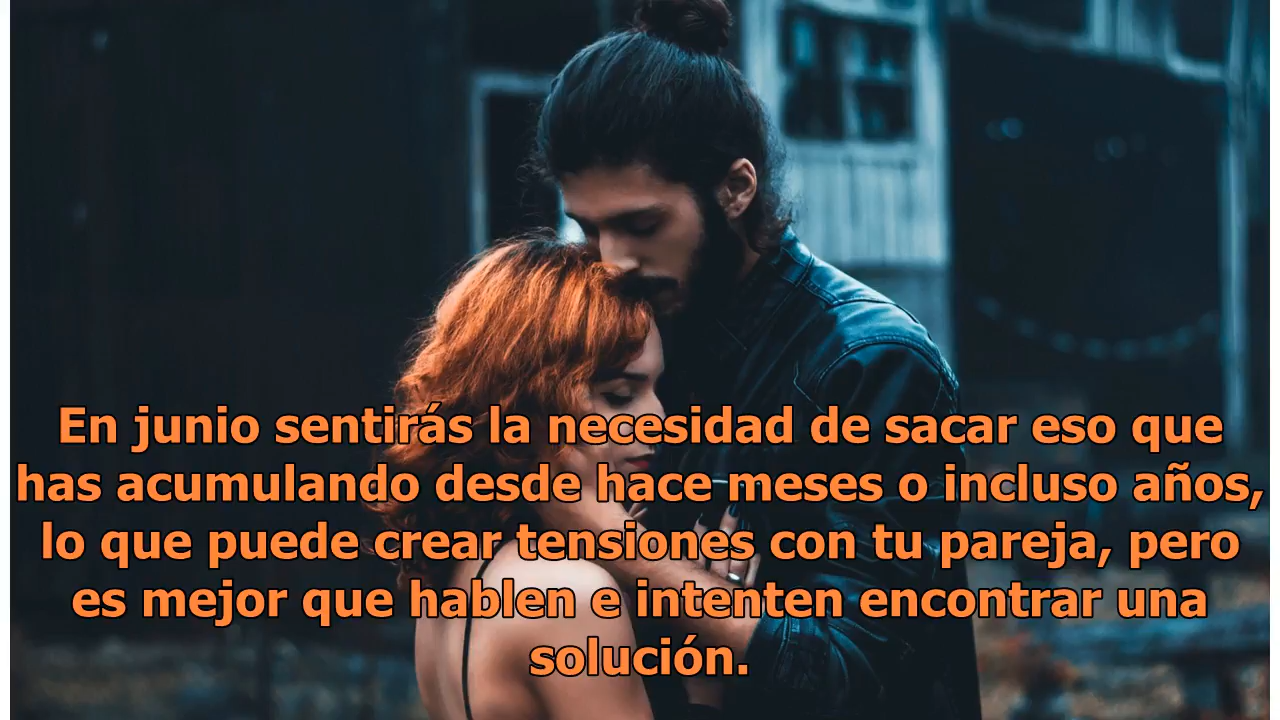 En junio sentirás la necesidad de sacar eso que
has acumulando desde hace meses o incluso años,
lo que puede crear tensiones con tu pareja, pero
es mejor que hablen e intenten encontrar una
solución.